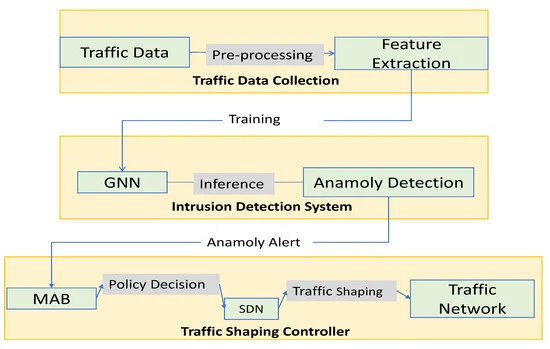 Traffic Data
Pre-processing
Feature
Extraction
Traffic Data Collection
Training
GNN
Inference
Anamoly Detection
Intrusion Detection System
Anamoly Alert
MAB
Policy Decision
SDN
Traffic Shaping
Traffic
Network
Traffic Shaping Controller